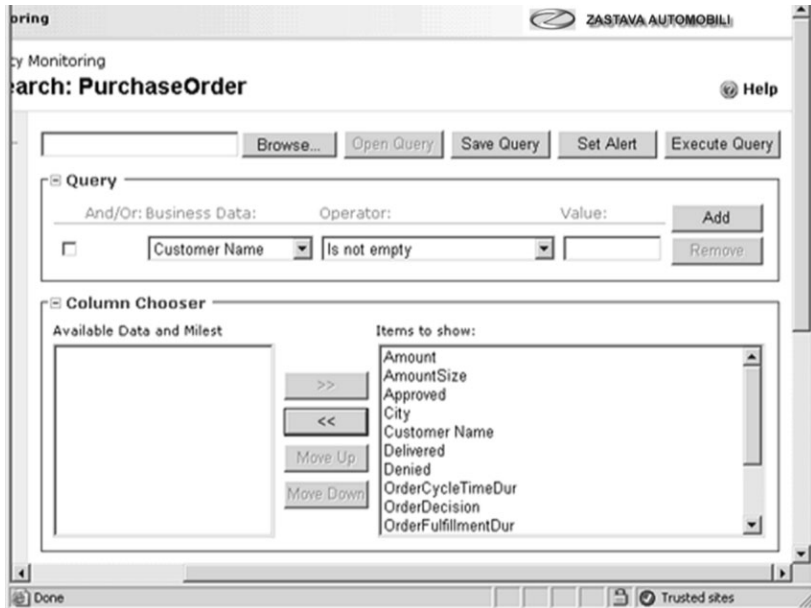 oring
ZASTAVA AUTOMOBILI
cy Monitoring
earch: PurchaseOrder
Help
Browse... Open Query Save Query Set Alert Execute Query
Query
And/Or: Business Data: Operator: Value: Add
Customer Name Is not empty Remove
Column Chooser
Available Data and Milest Items to show:
Amount
AmountSize
>> Approved
City
<< Customer Name
Delivered
Move Up Denied
OrderCycleTimeDur
Move Down OrderDecision
OrderFulfillmentDur
Done Trusted sites